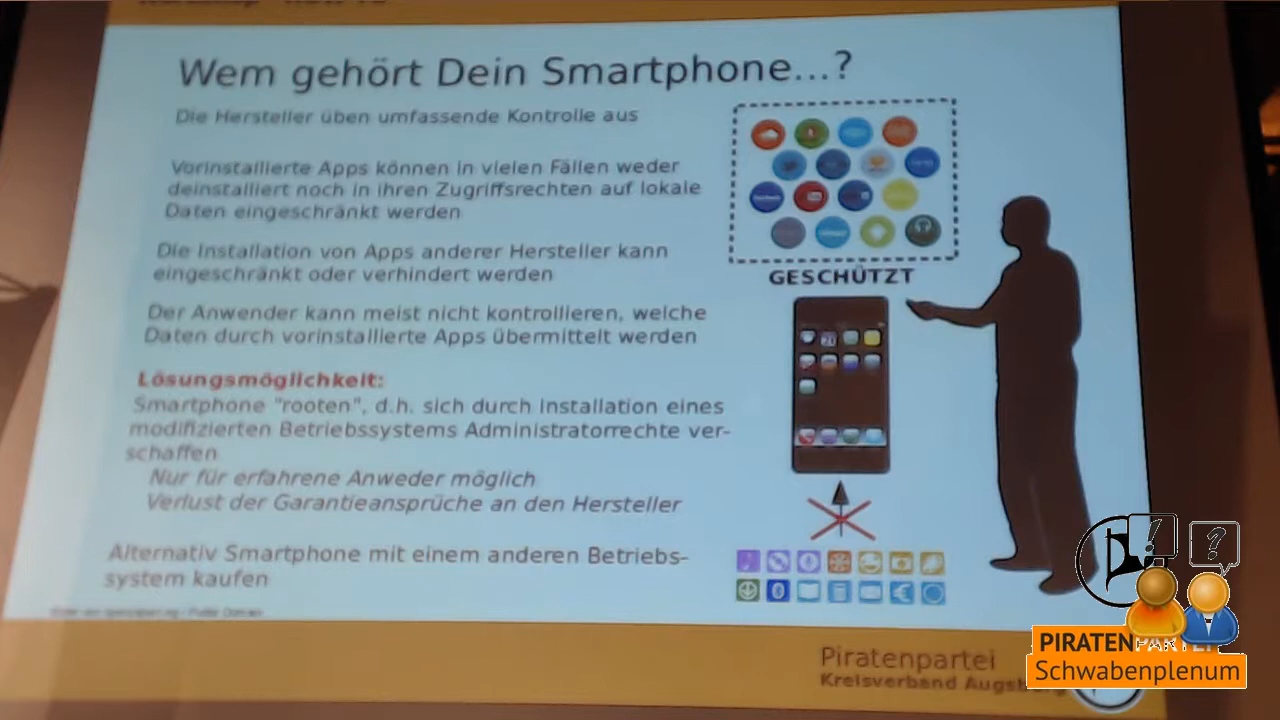 Wem gehört Dein Smartphone...?
Die Hersteller üben umfassende Kontrolle aus
Vorinstallierte Apps können in vielen Fällen weder
deinstalliert noch in ihren Zugriffsrechten auf lokale
Daten eingeschränkt werden
Die Installation von Apps anderer Hersteller kann
eingeschränkt oder verhindert werden
Der Anwender kann meist nicht kontrollieren, welche
Daten durch vorinstallierte Apps übermittelt werden
Lösungsmöglichkeit:
Smartphone "rooten", d.h. sich durch Installation eines
modifizierten Betriebssystems Administratorrechte ver-
schaffen
Nur für erfahrene Anweder möglich
Verlust der Garantieansprüche an den Hersteller
Alternativ Smartphone mit einem anderen Betriebs-
system kaufen
GESCHÜTZT
Piratenpartei
Kreisverband Augsburg
! ?
PIRATENPARTEI
Schwabenplenum